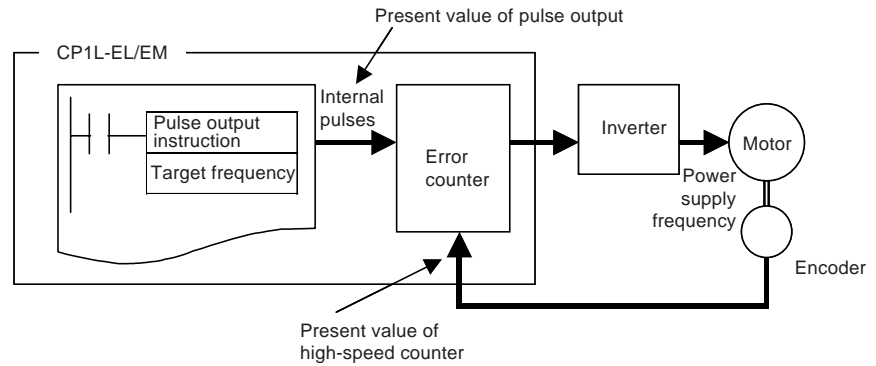 Present value of pulse output
CP1L-EL/EM
Internal
pulses
Pulse output
instruction
Target frequency
Error
counter
Inverter
Motor
Power
supply
frequency
Encoder
Present value of
high-speed counter